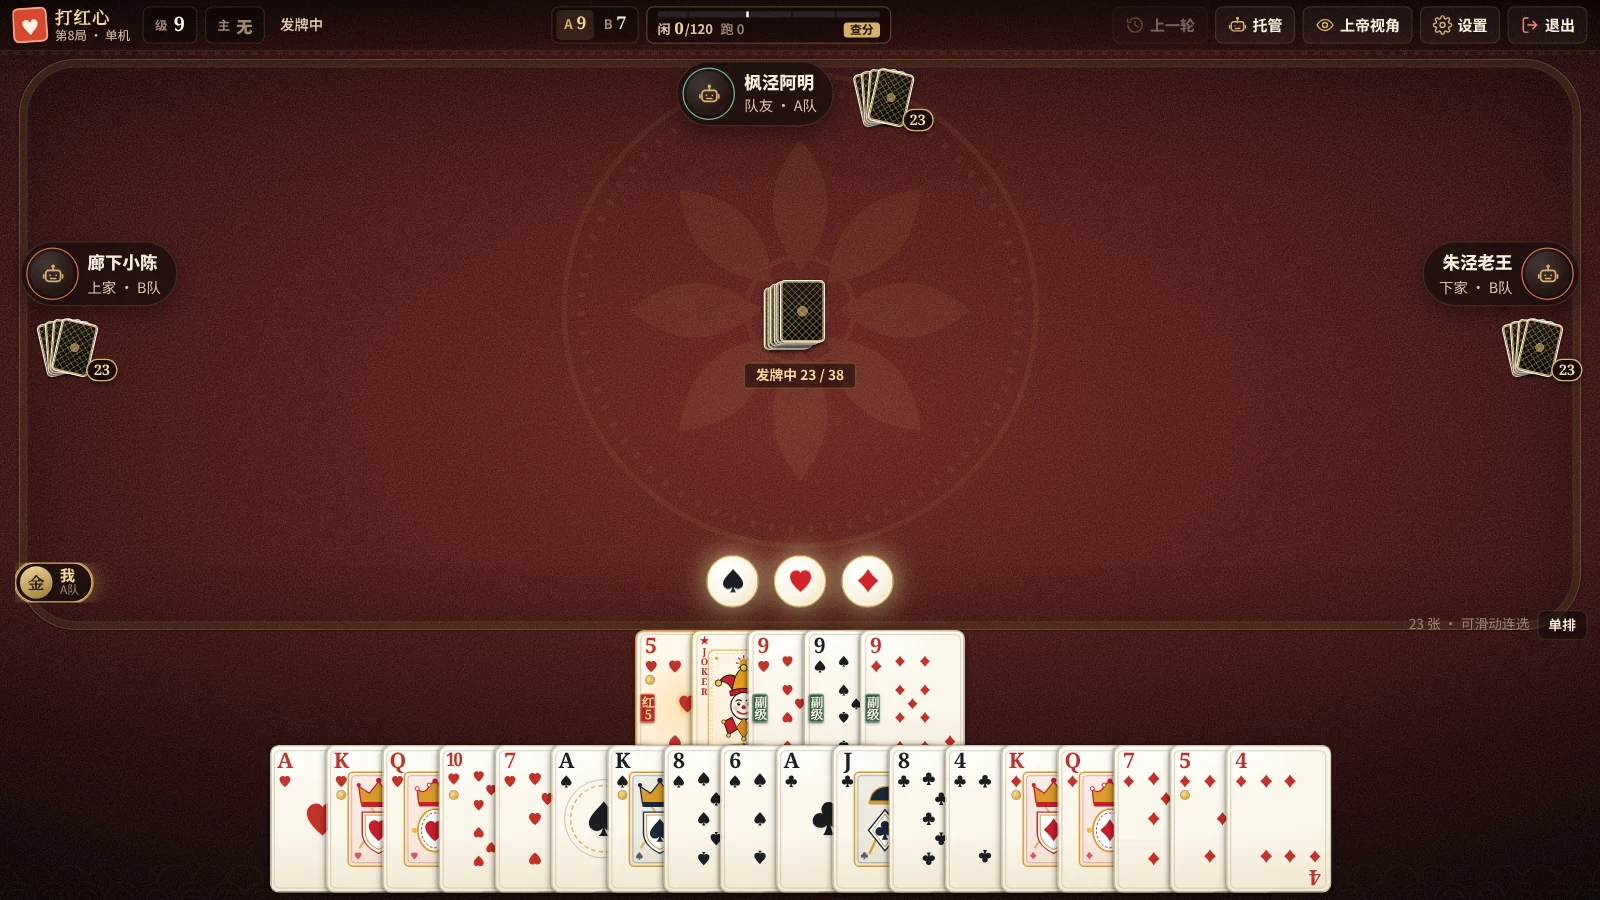 打红心
第8局 · 单机
级 9
主 无
发牌中
A 9 B 7
闲 0/120 跑 0
查分
上一轮
托管
上帝视角
设置
退出
枫泾阿明
队友 · A队
23
廊下小陈
上家 · B队
23
朱泾老王
下家 · B队
23
发牌中 23 / 38
金
我
A队
23 张 · 可滑动连选
单排
5 JOKER 9 9 9
红5 副级 副级 副级
A K Q 10 7 A K 8 6 A J 8 4 K Q 7 5 4
4